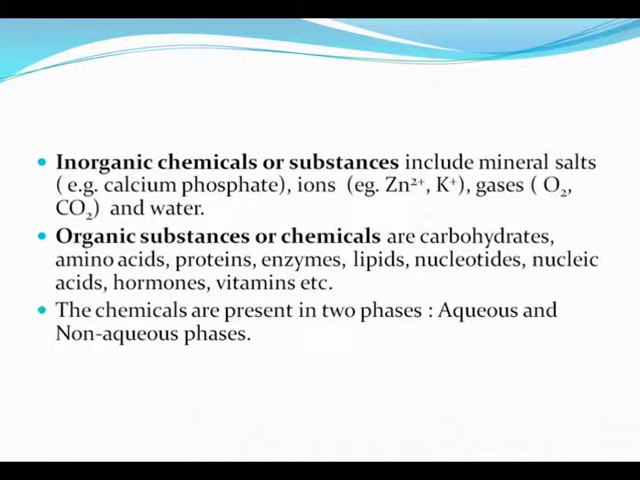 • Inorganic chemicals or substances include mineral salts
( e.g. calcium phosphate), ions (eg. Zn²⁺, K⁺), gases ( O₂,
CO₂) and water.
• Organic substances or chemicals are carbohydrates,
amino acids, proteins, enzymes, lipids, nucleotides, nucleic
acids, hormones, vitamins etc.
• The chemicals are present in two phases : Aqueous and
Non-aqueous phases.